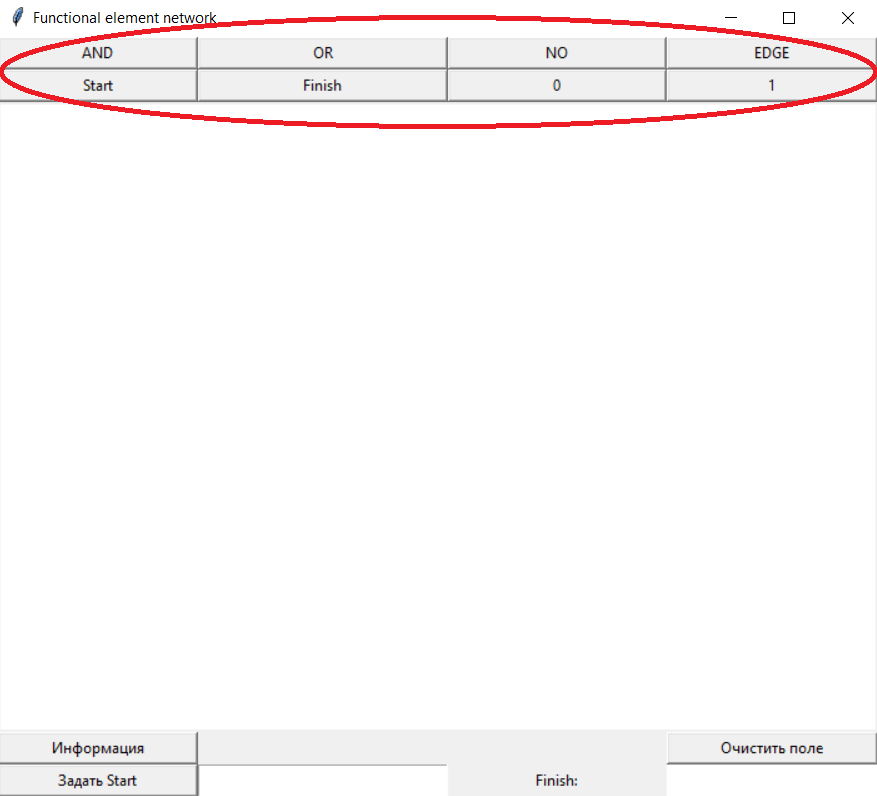 Functional element network
AND OR NO EDGE
Start Finish 0 1
Информация Очистить поле
Задать Start Finish: